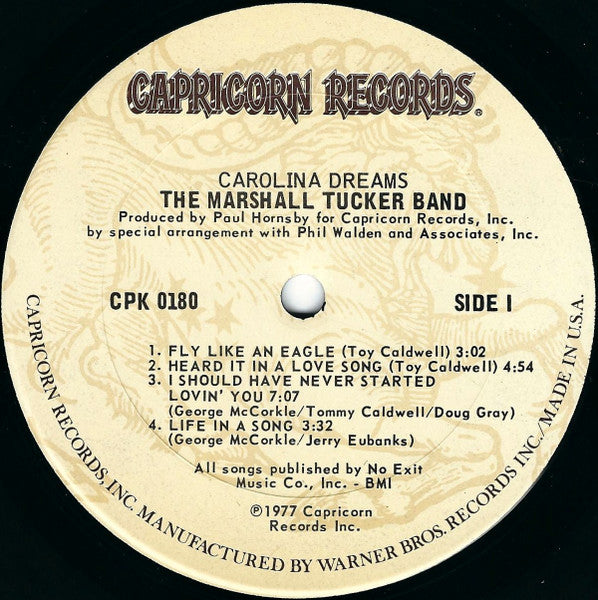 CAPRICORN RECORDS®
CAROLINA DREAMS
THE MARSHALL TUCKER BAND
Produced by Paul Hornsby for Capricorn Records, Inc.
by special arrangement with Phil Walden and Associates, Inc.
CPK 0180
SIDE I
1. FLY LIKE AN EAGLE (Toy Caldwell) 3:02
2. HEARD IT IN A LOVE SONG (Toy Caldwell) 4:54
3. I SHOULD HAVE NEVER STARTED
LOVIN' YOU 7:07
(George McCorkle/Tommy Caldwell/Doug Gray)
4. LIFE IN A SONG 3:32
(George McCorkle/Jerry Eubanks)
All songs published by No Exit
Music Co., Inc. - BMI
℗1977 Capricorn
Records Inc.
CAPRICORN RECORDS, INC. MANUFACTURED BY WARNER BROS. RECORDS INC./MADE IN U.S.A.